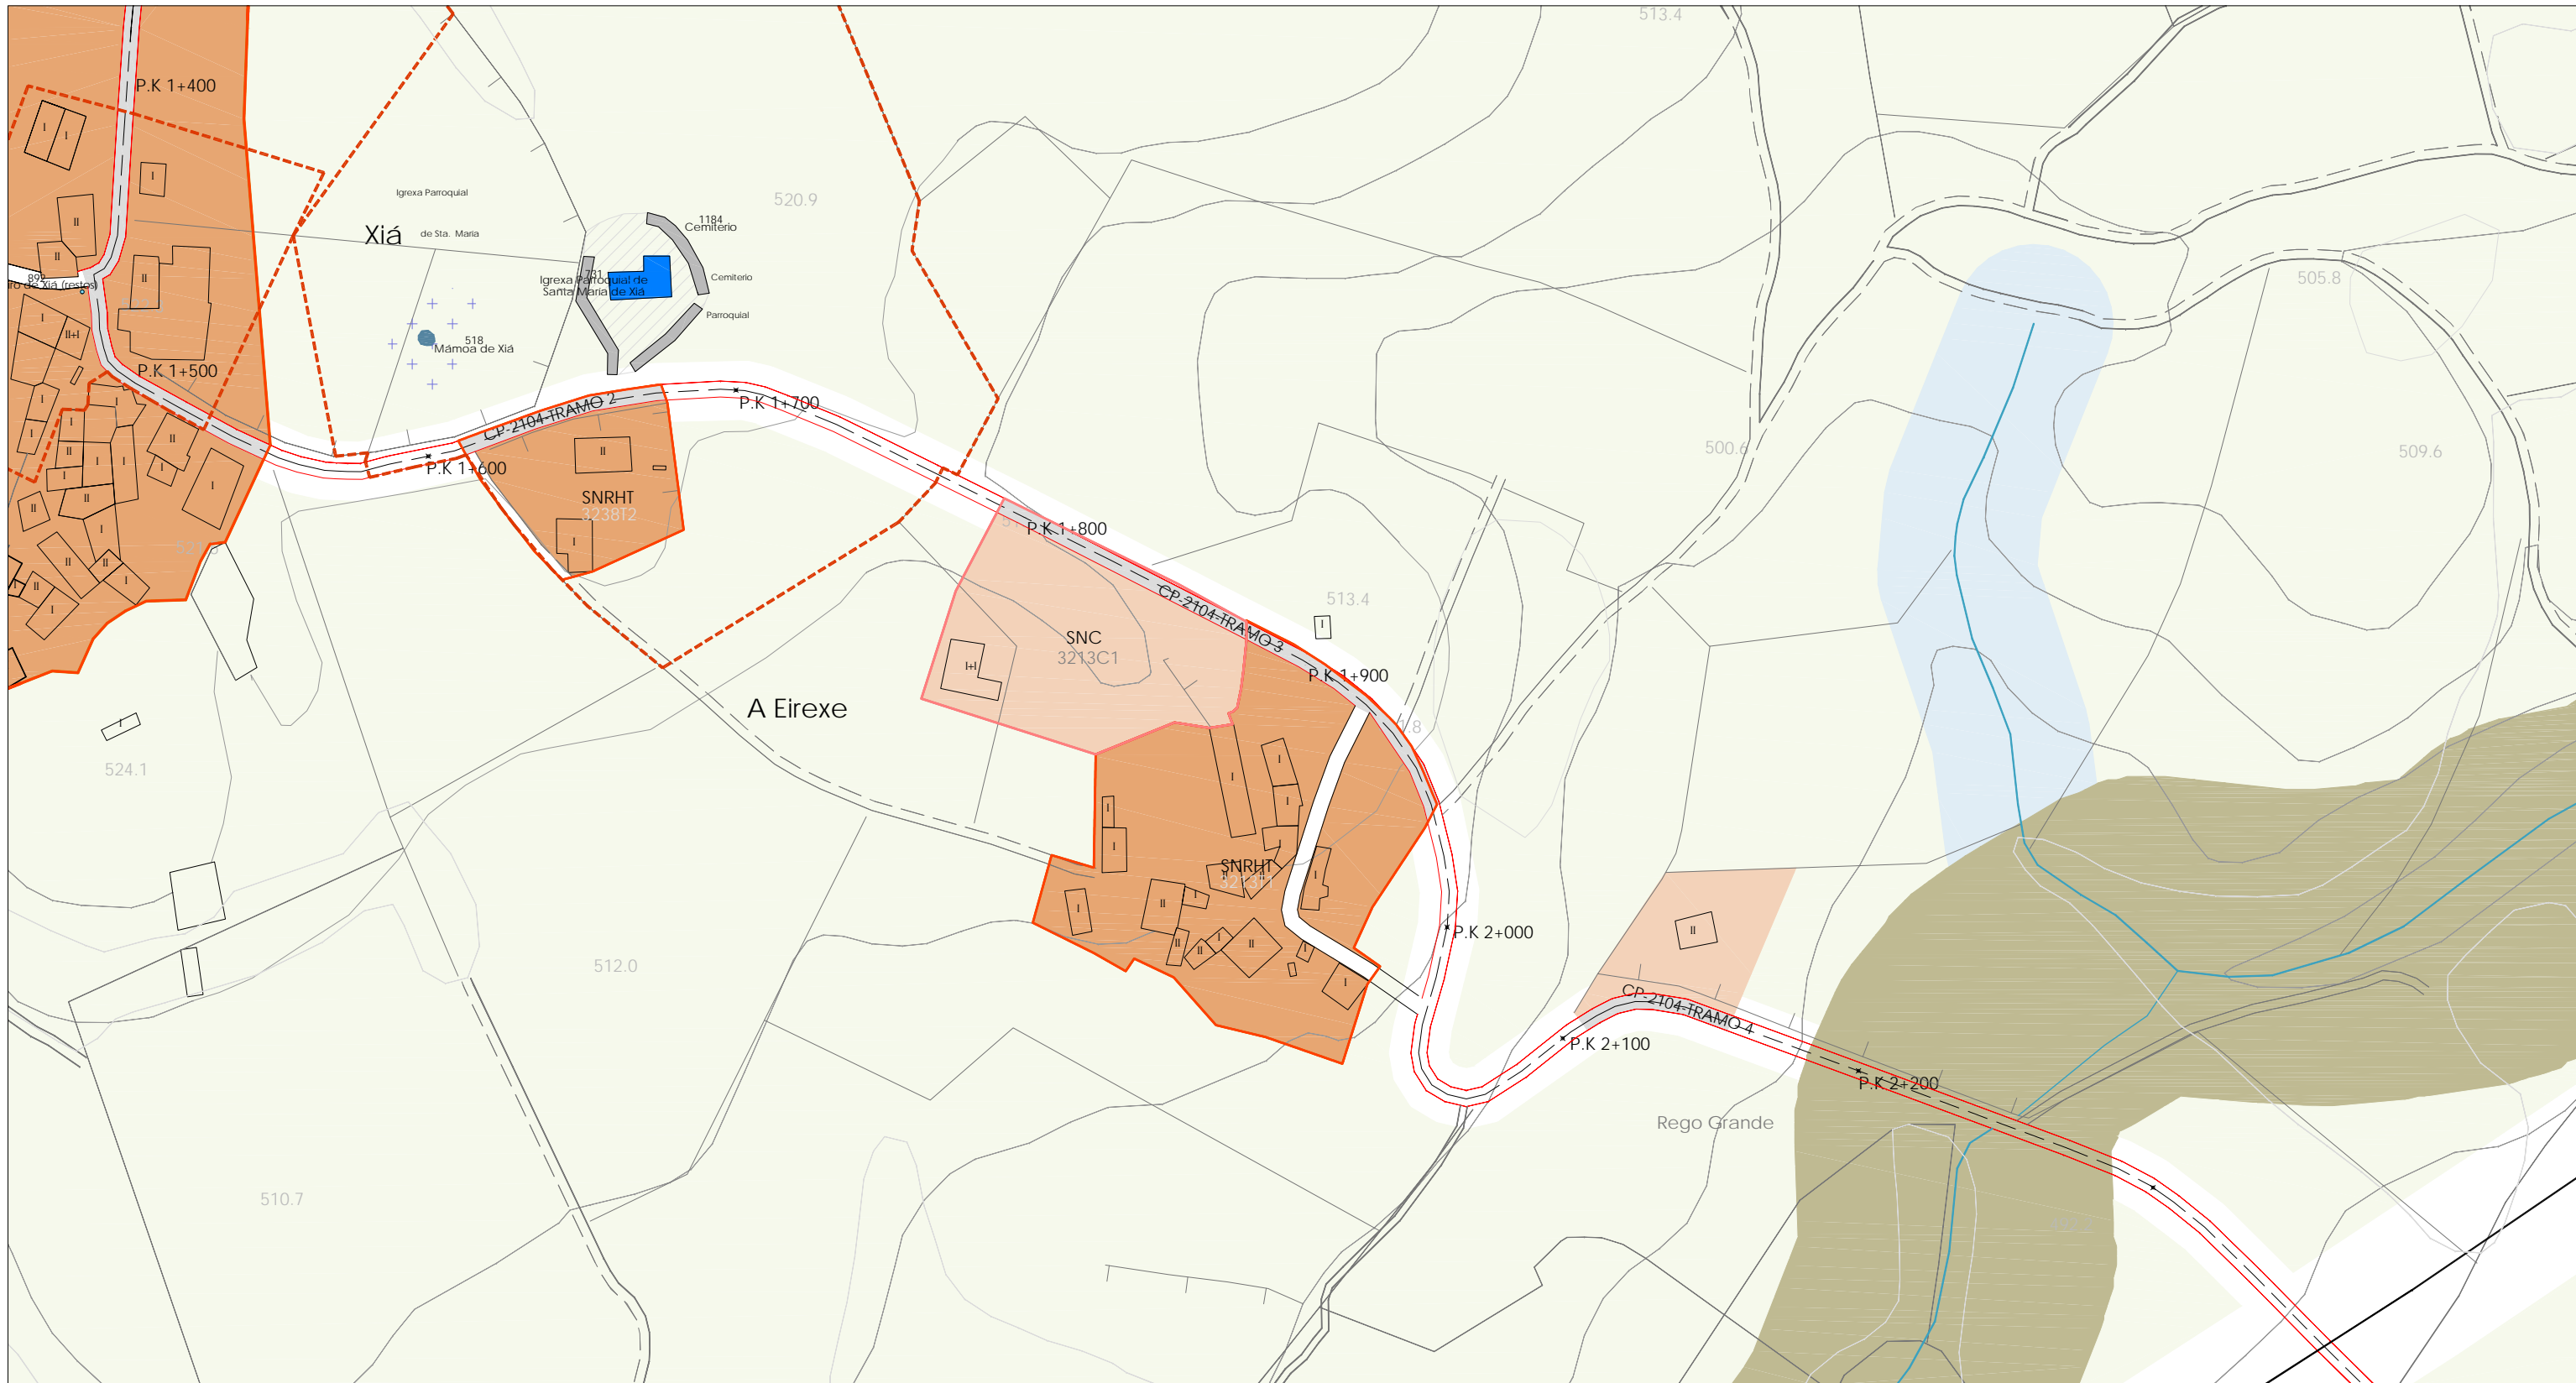 513.4
P.K 1+400
Igrexa Parroquial
520.9
Xiá
de Sta. Maria
1184
Cemiterio
731
Igrexa Parroquial de
Santa María de Xiá
Cemiterio
Parroquial
505.8
518
Mámoa de Xiá
P.K 1+500
P.K 1+700
CP-2104-TRAMO 2
P.K 1+600
500.6
509.6
SNRHT
3238T2
P.K 1+800
CP-2104-TRAMO 3
513.4
SNC
3213C1
I+I
P.K 1+900
A Eirexe
524.1
SNRHT
P.K 2+000
512.0
CP-2104-TRAMO 4
P.K 2+100
P.K 2+200
Rego Grande
510.7